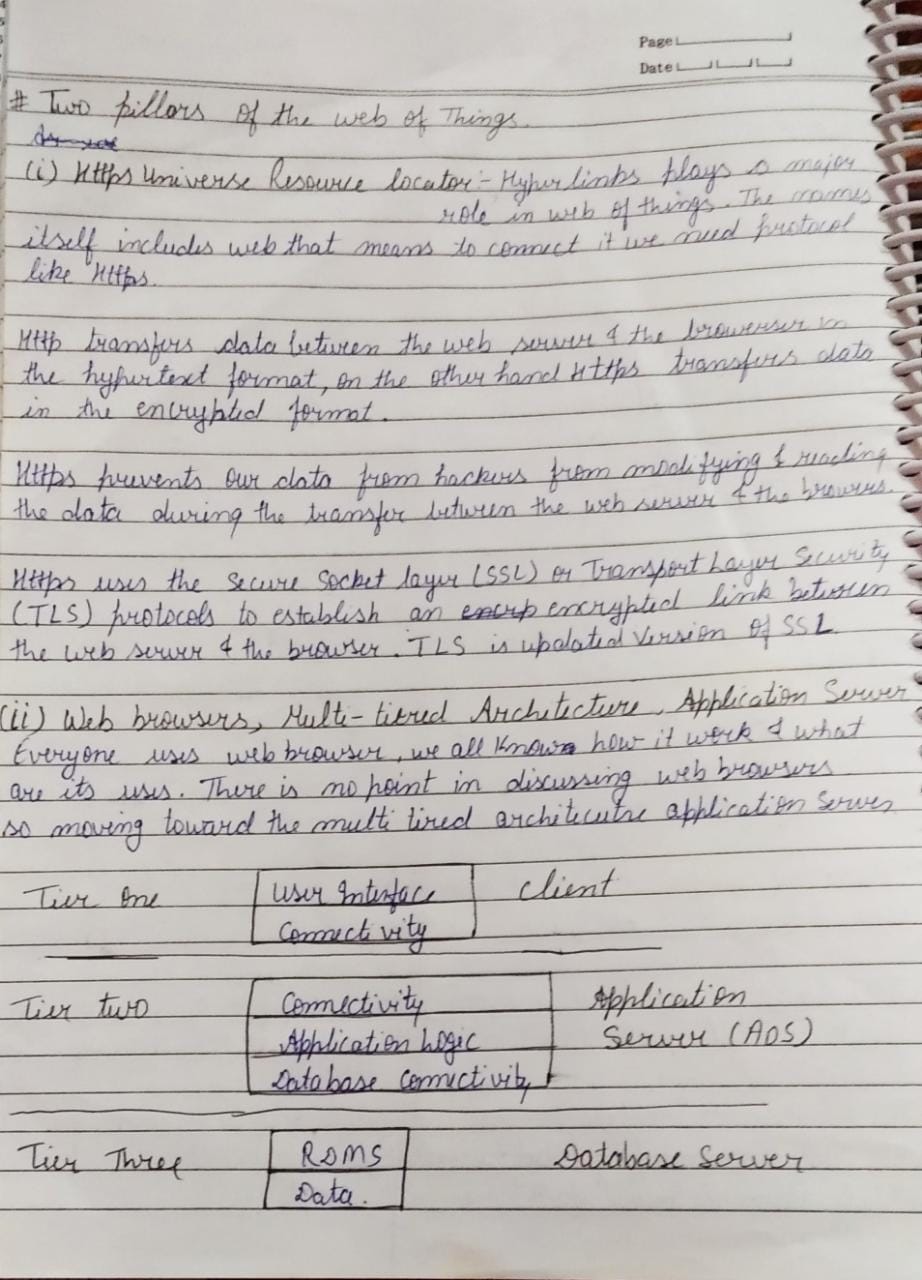 Page
Date
# Two pillars of the web of Things.
(i) Https Universe Resource locator:- Hyperlinks plays a major
role in web of things. The names
itself includes web that means to connect it we need protocol
like Https.
Http transfers data between the web server & the browerser in
the hypertext format, on the other hand Https transfers data
in the encrypted format.
Https prevents our data from hackers from modifying & reading
the data during the transfer between the web server & the browers.
Https uses the Secure Socket layer (SSL) or Transport Layer Security
(TLS) protocols to establish an encrypted link between
the web server & the browser. TLS is updated Version of SSL.
(ii) Web browsers, Multi-tiered Architecture, Application Server
Everyone uses web browser, we all know how it work & what
are its uses. There is no point in discussing web browsers
so moving toward the multi tired architecutre application Server
Tier One User Interface Client
Connectivity
Tier two Connectivity Application
Application Logic Server (AOS)
Database Connectivity
Tier Three RDMS Database Server
Data.